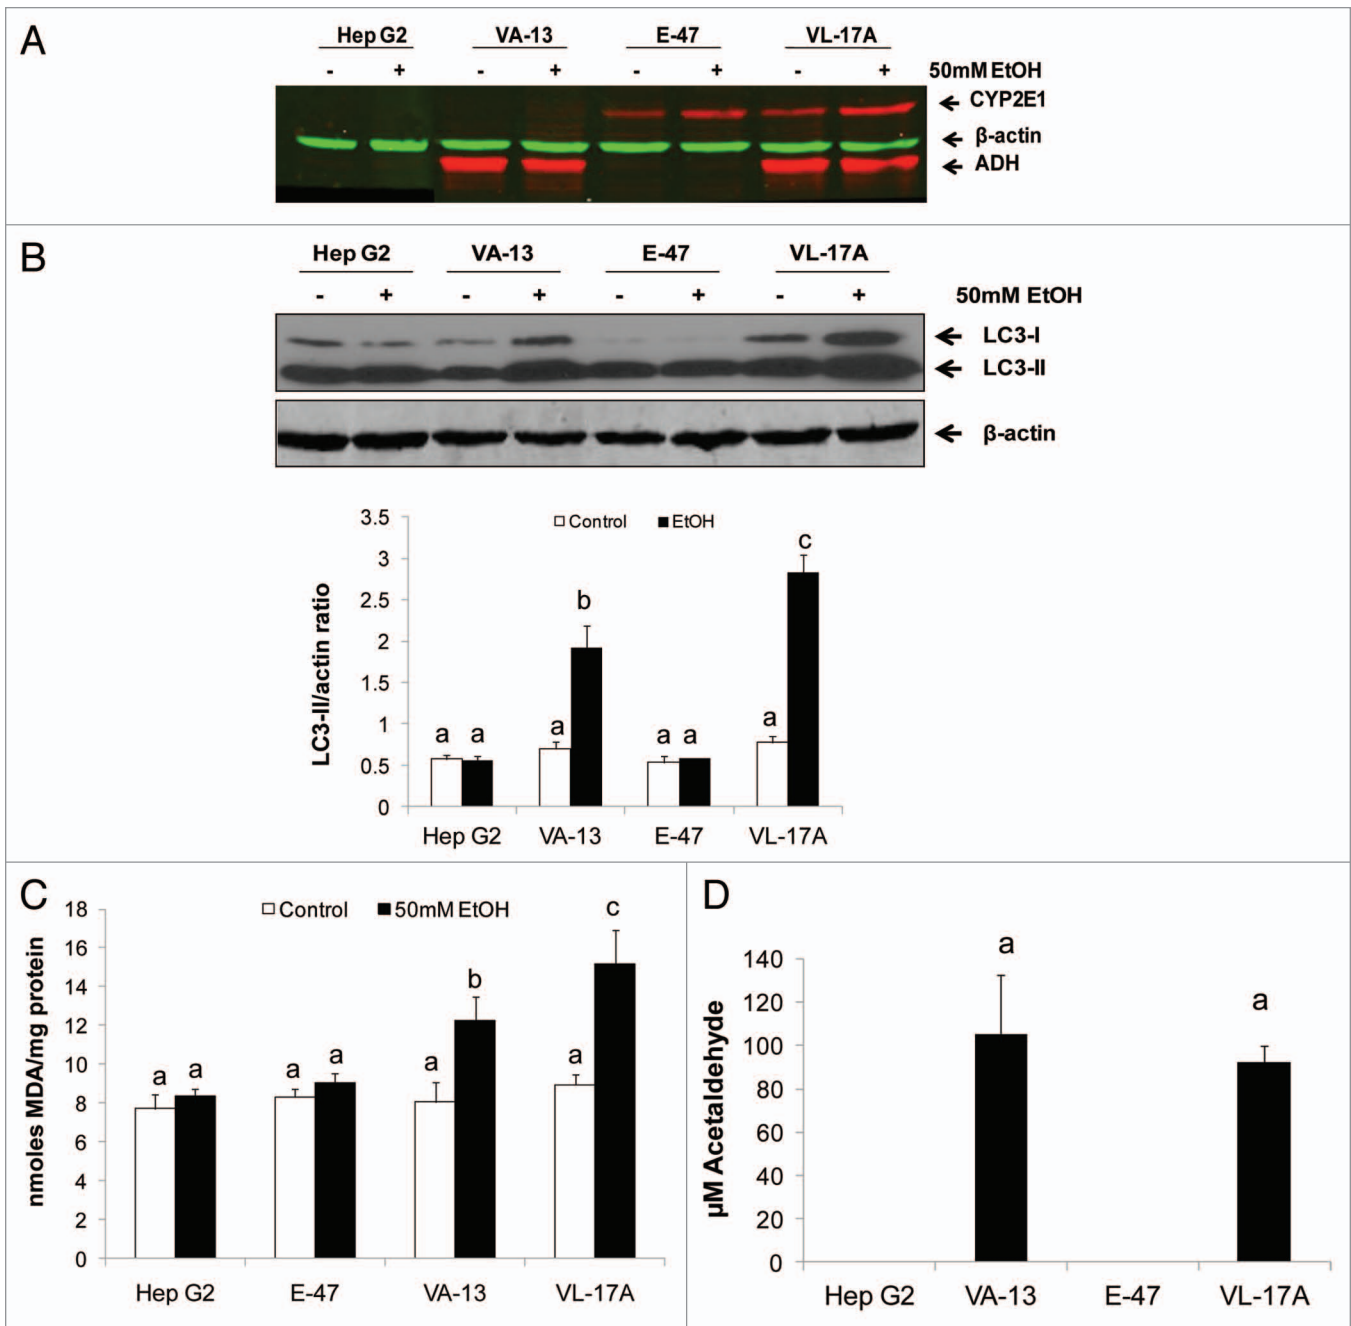 A
Hep G2 VA-13 E-47 VL-17A
- + - + - + - + 50mM EtOH
CYP2E1
β-actin
ADH
B
Hep G2 VA-13 E-47 VL-17A
- + - + - + - + 50mM EtOH
LC3-I
LC3-II
β-actin
LC3-II/actin ratio
3.5
3
2.5
2
1.5
1
0.5
0
Control EtOH
a a a b a a a c
Hep G2 VA-13 E-47 VL-17A
C
nmoles MDA/mg protein
18
16
14
12
10
8
6
4
2
0
Control 50mM EtOH
a a a a a b a c
Hep G2 E-47 VA-13 VL-17A
D
µM Acetaldehyde
140
120
100
80
60
40
20
0
a a
Hep G2 VA-13 E-47 VL-17A